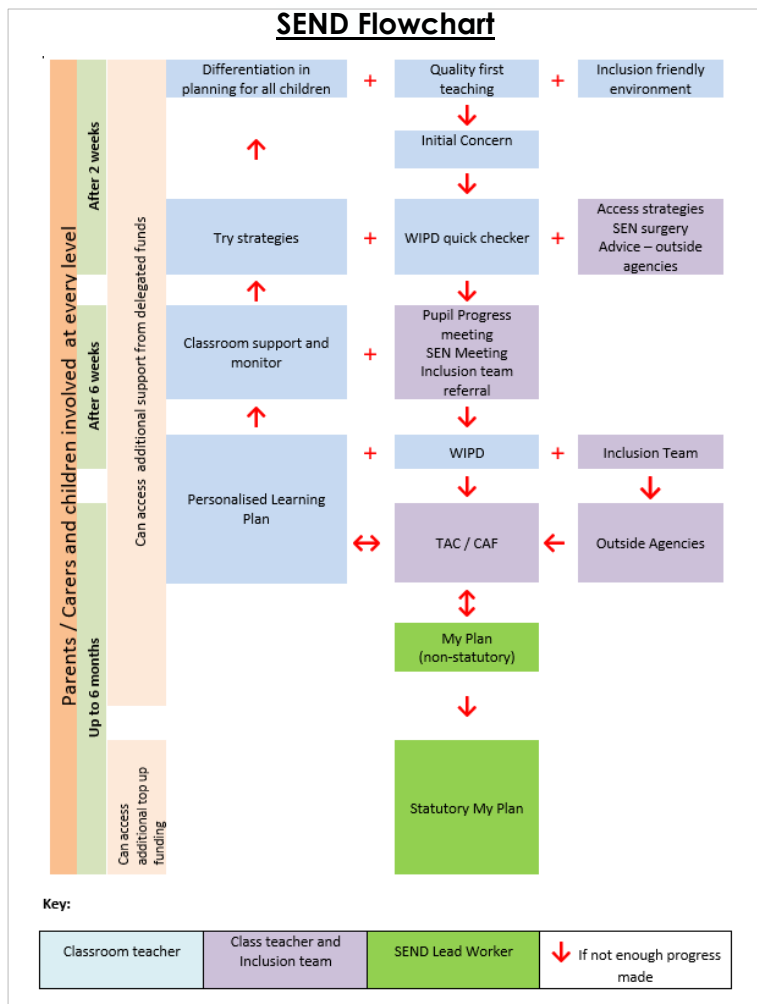 SEND Flowchart
Parents / Carers and children involved at every level
After 2 weeks
After 6 weeks
Up to 6 months
Can access additional support from delegated funds
Can access
additional top up
funding
Differentiation in
planning for all children
+
Quality first
teaching
+
Inclusion friendly
environment
Initial Concern
Try strategies
+
WIPD quick checker
+
Access strategies
SEN surgery
Advice – outside
agencies
Classroom support and
monitor
+
Pupil Progress
meeting
SEN Meeting
Inclusion team
referral
Personalised Learning
Plan
+
WIPD
+
Inclusion Team
TAC / CAF
Outside Agencies
My Plan
(non-statutory)
Statutory My Plan
Key:
Classroom teacher
Class teacher and
Inclusion team
SEND Lead Worker
If not enough progress
made